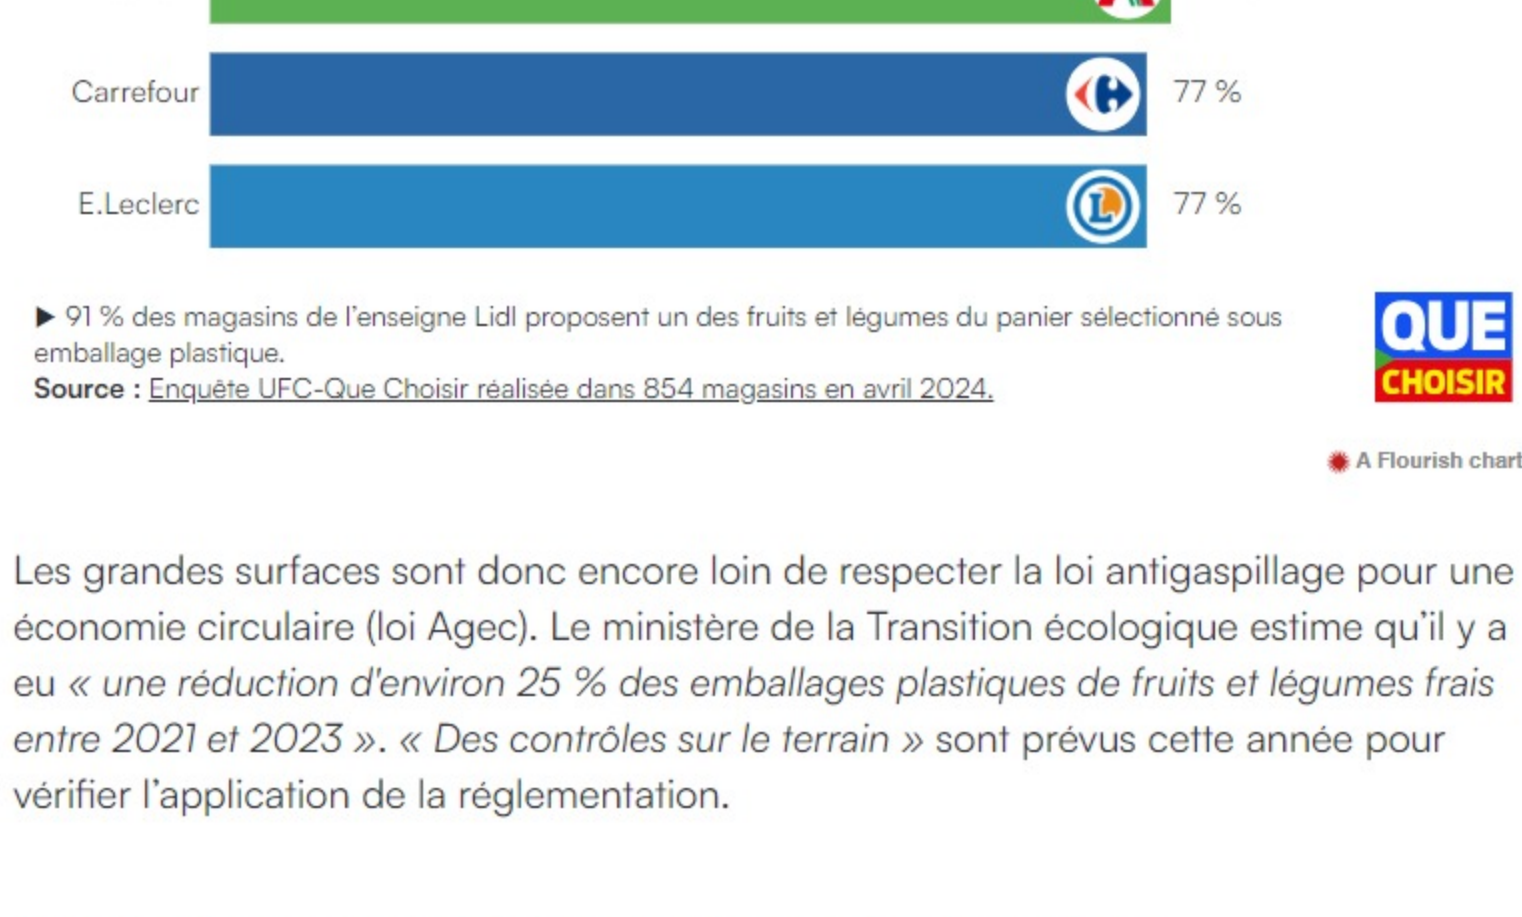 Carrefour 77 %
E.Leclerc L 77 %
▶ 91 % des magasins de l'enseigne Lidl proposent un des fruits et légumes du panier sélectionné sous
emballage plastique.
Source : Enquête UFC-Que Choisir réalisée dans 854 magasins en avril 2024.
QUE
CHOISIR
A Flourish chart
Les grandes surfaces sont donc encore loin de respecter la loi antigaspillage pour une
économie circulaire (loi Agec). Le ministère de la Transition écologique estime qu’il y a
eu « une réduction d'environ 25 % des emballages plastiques de fruits et légumes frais
entre 2021 et 2023 ». « Des contrôles sur le terrain » sont prévus cette année pour
vérifier l’application de la réglementation.